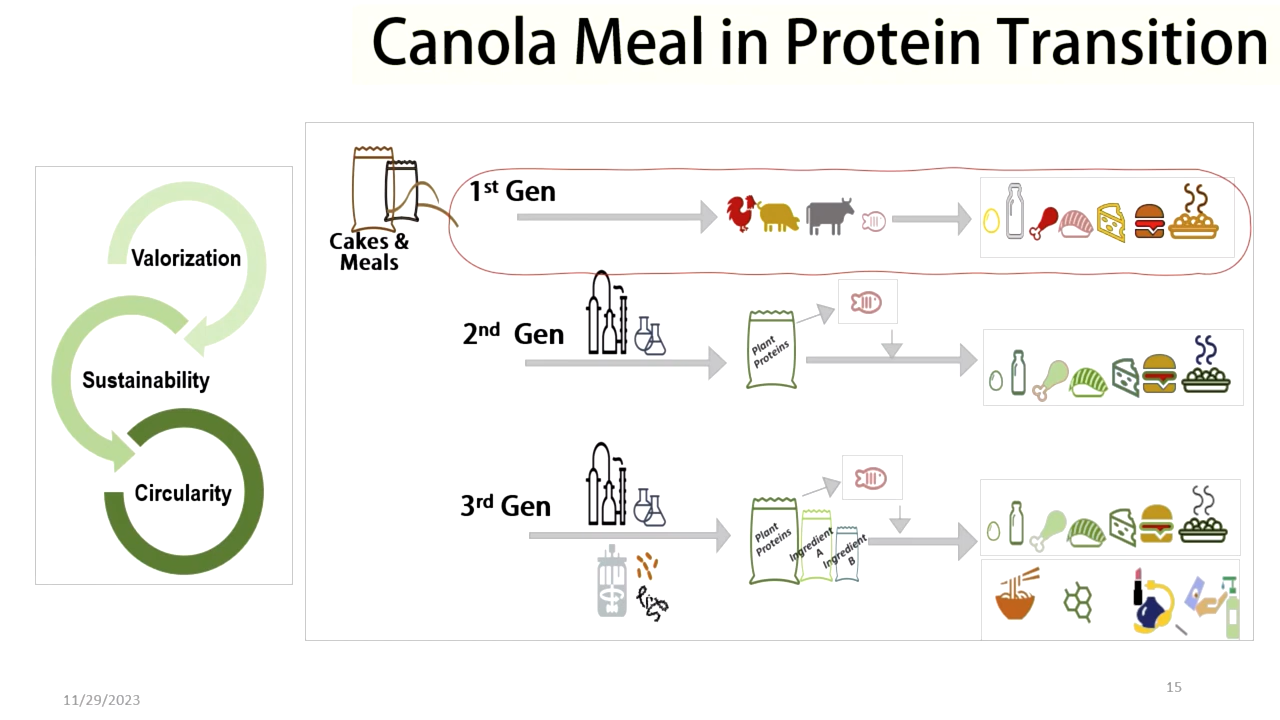 Canola Meal in Protein Transition
Valorization
Sustainability
Circularity
Cakes &
Meals
1st Gen
2nd Gen
Plant
Proteins
3rd Gen
Plant
Proteins
Ingredient
A
Ingredient
B
11/29/2023
15